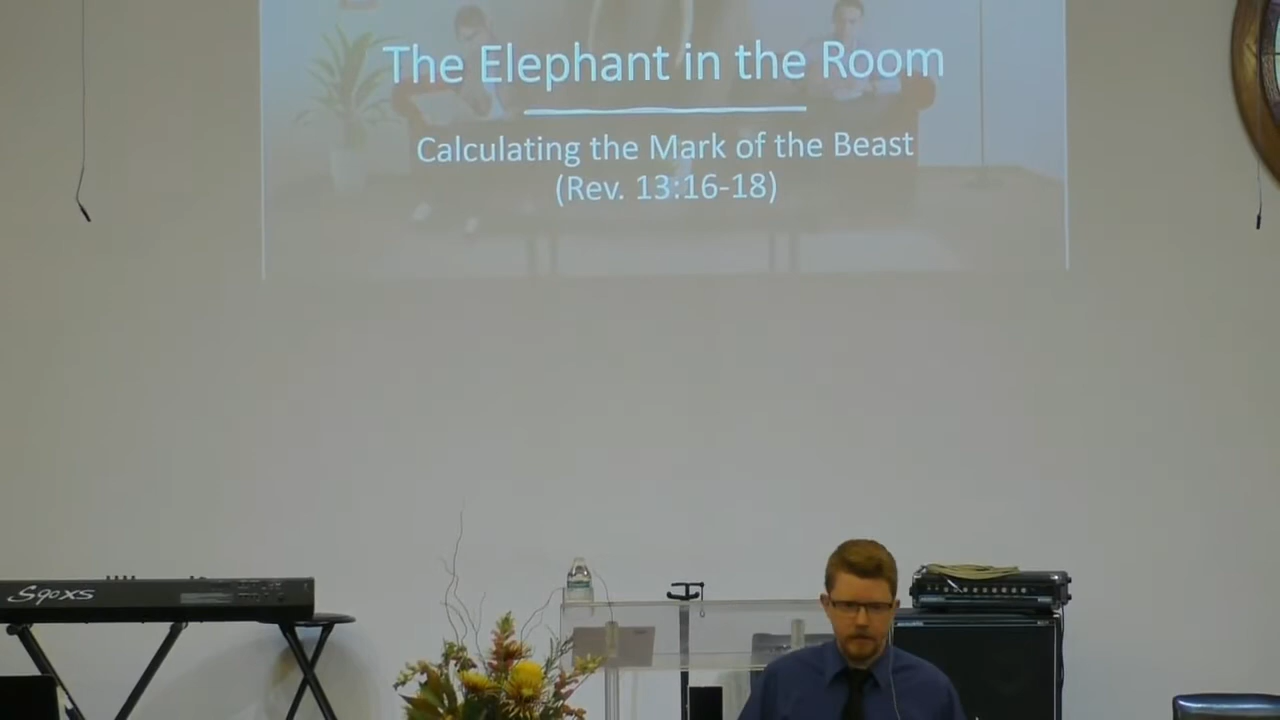 The Elephant in the Room
Calculating the Mark of the Beast
(Rev. 13:16-18)
S90XS